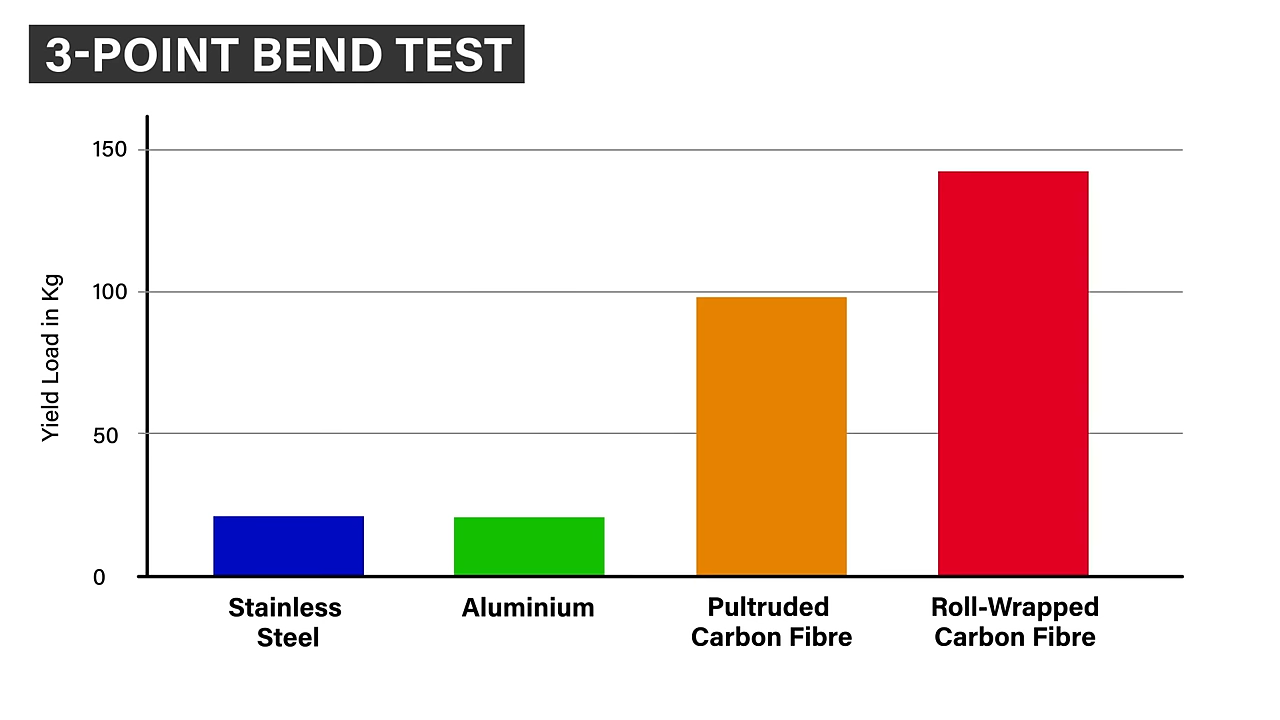 3-POINT BEND TEST
Yield Load in Kg
150
100
50
0
Stainless
Steel
Aluminium
Pultruded
Carbon Fibre
Roll-Wrapped
Carbon Fibre